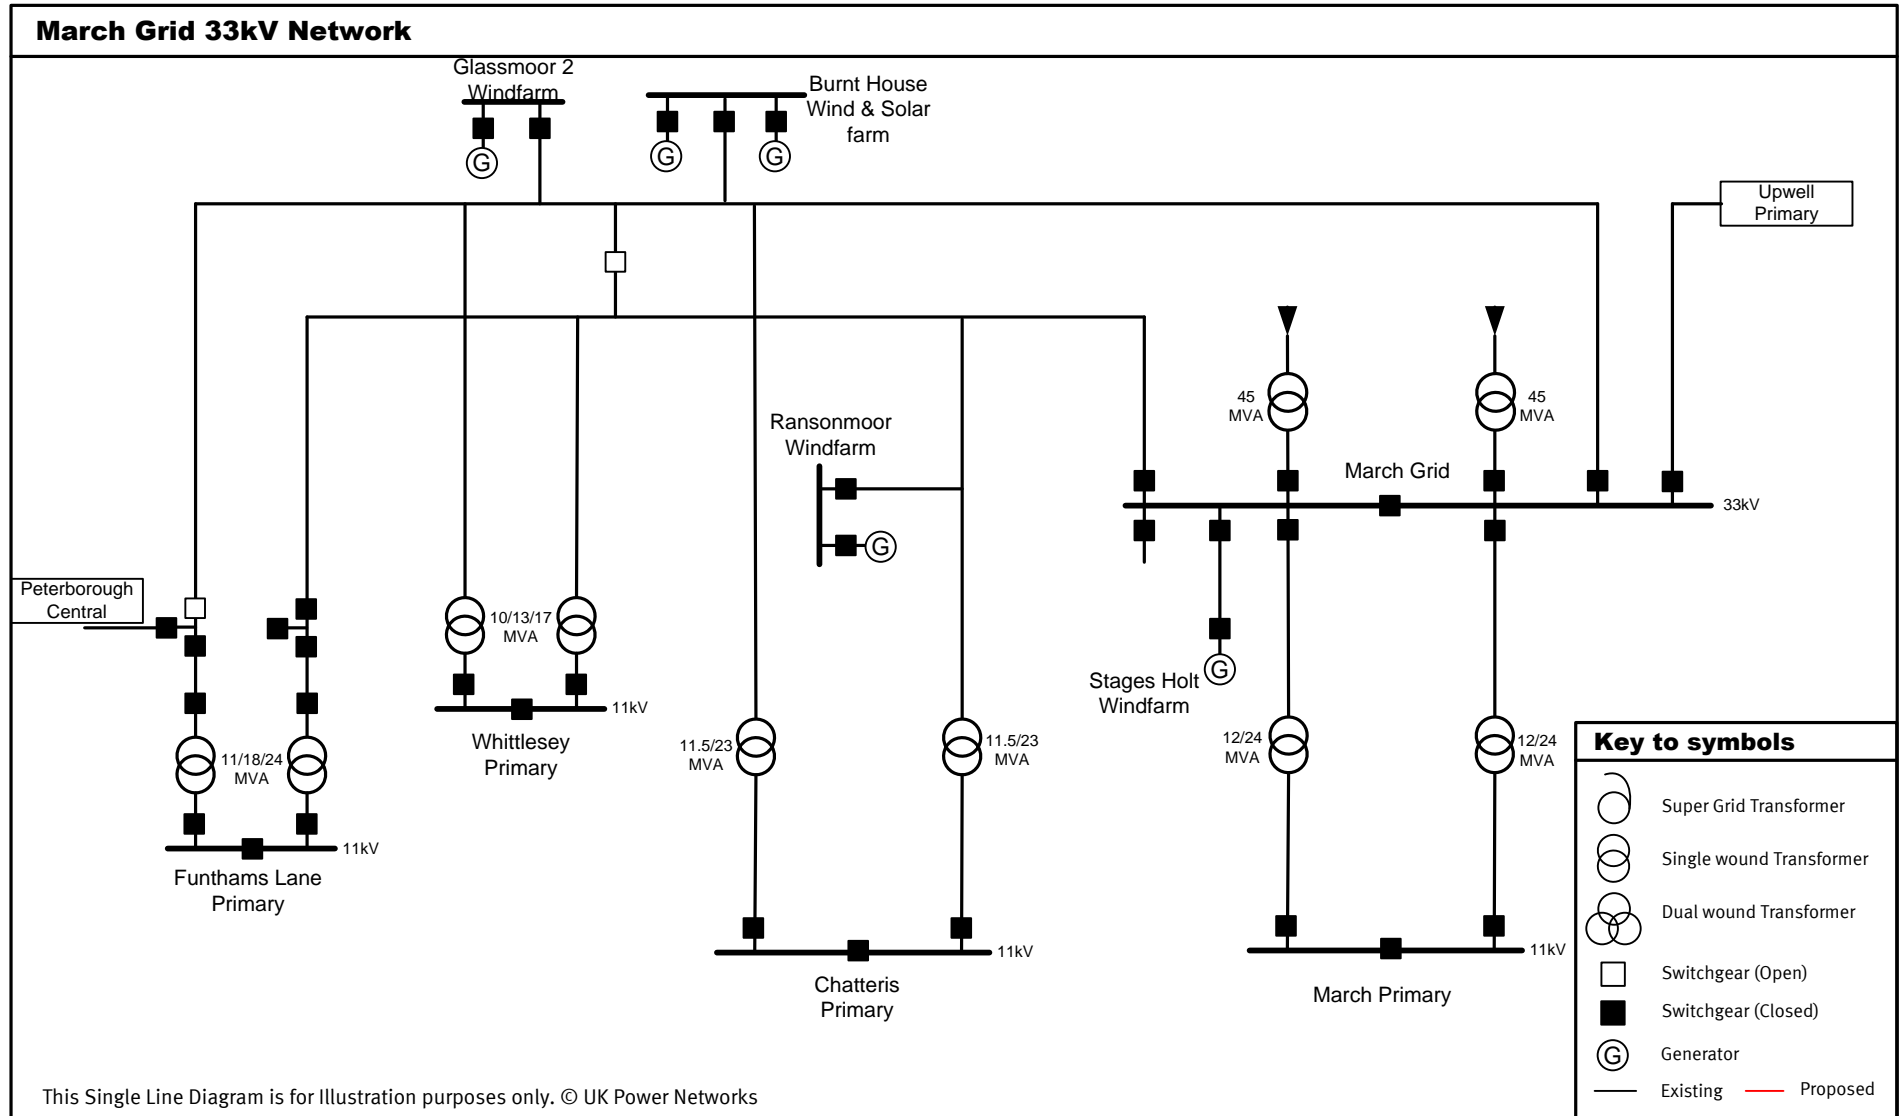 March Grid 33kV Network
Glassmoor 2
Windfarm
G
Burnt House
Wind & Solar
farm
G
G
Upwell
Primary
45
MVA
45
MVA
Ransonmoor
Windfarm
G
March Grid
33kV
Peterborough
Central
10/13/17
MVA
11kV
Whittlesey
Primary
Stages Holt
Windfarm
G
11/18/24
MVA
11kV
Funthams Lane
Primary
11.5/23
MVA
11.5/23
MVA
11kV
Chatteris
Primary
12/24
MVA
12/24
MVA
11kV
March Primary
Key to symbols
Super Grid Transformer
Single wound Transformer
Dual wound Transformer
Switchgear (Open)
Switchgear (Closed)
G Generator
Existing Proposed
This Single Line Diagram is for Illustration purposes only. © UK Power Networks